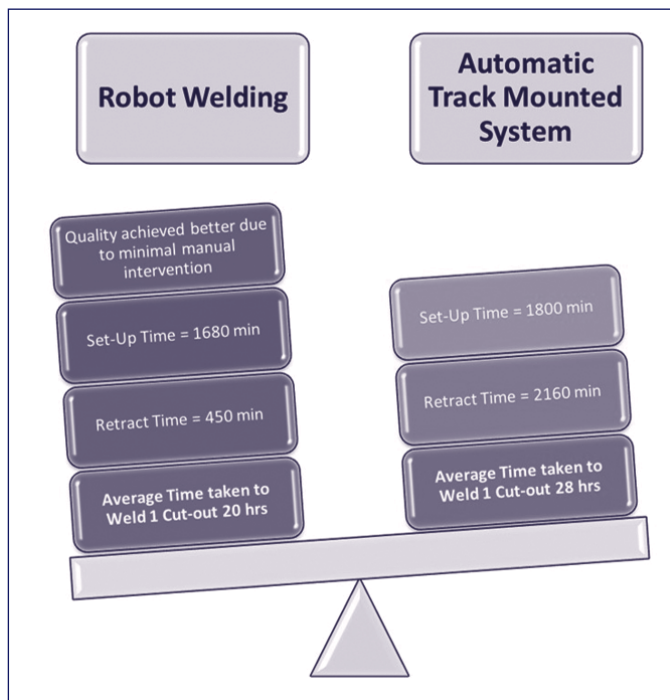 Robot Welding
Automatic
Track Mounted
System
Quality achieved better due
to minimal manual
intervention
Set-Up Time = 1680 min
Retract Time = 450 min
Average Time taken to
Weld 1 Cut-out 20 hrs
Set-Up Time = 1800 min
Retract Time = 2160 min
Average Time taken to
Weld 1 Cut-out 28 hrs